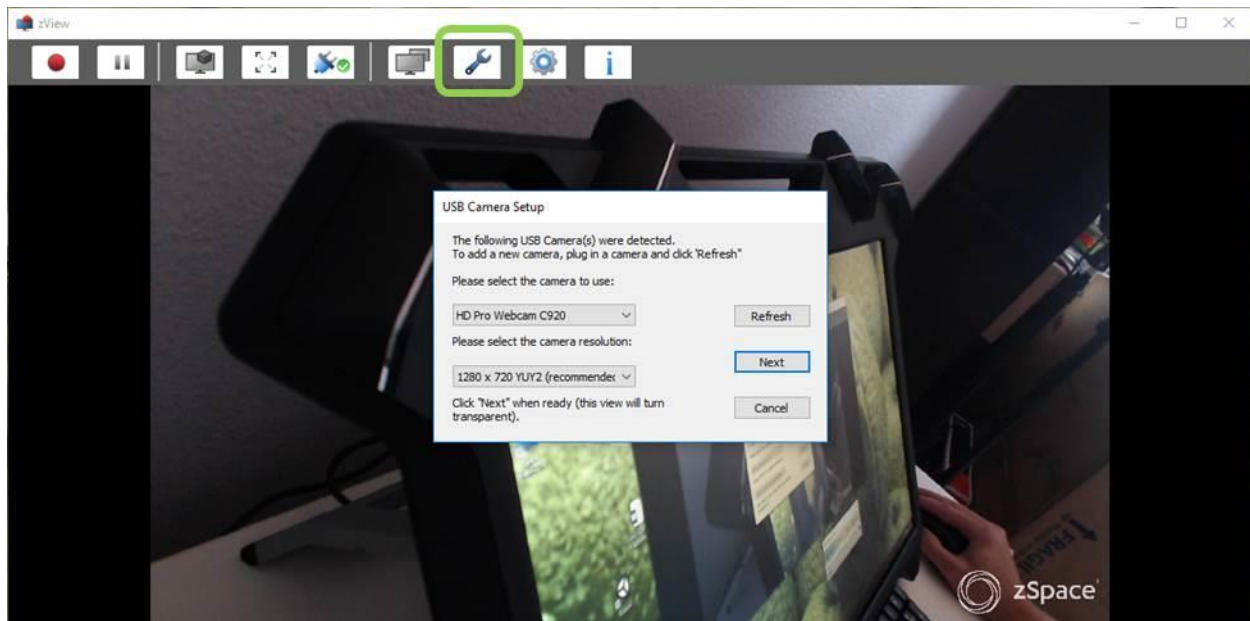 zView
i
USB Camera Setup
The following USB Camera(s) were detected.
To add a new camera, plug in a camera and click 'Refresh"
Please select the camera to use:
HD Pro Webcam C920
Refresh
Please select the camera resolution:
Next
1280 x 720 YUY2 (recommended
Click "Next" when ready (this view will turn
transparent).
Cancel
FRAGIL
zSpace